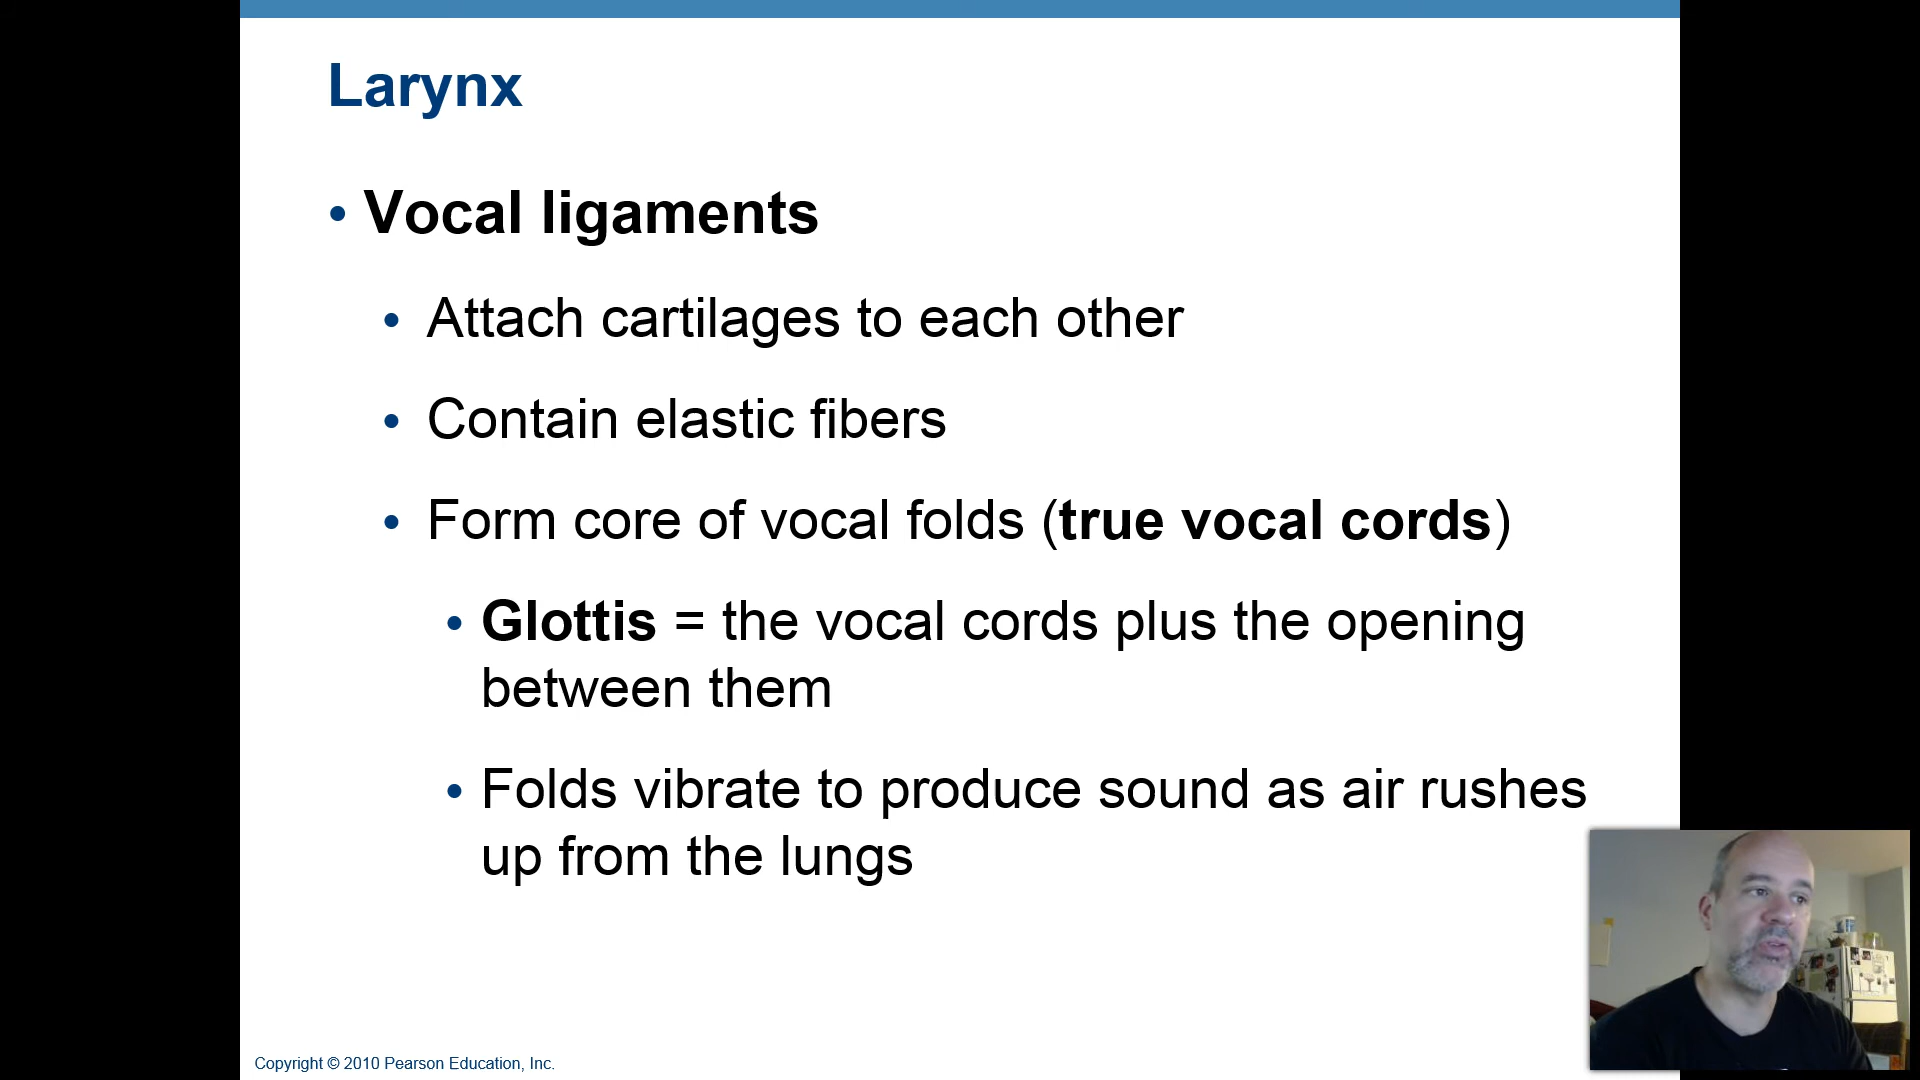 Larynx
• Vocal ligaments
• Attach cartilages to each other
• Contain elastic fibers
• Form core of vocal folds (true vocal cords)
• Glottis = the vocal cords plus the opening
between them
• Folds vibrate to produce sound as air rushes
up from the lungs
Copyright © 2010 Pearson Education, Inc.